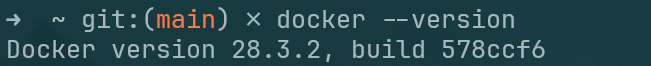 ➜  ~ git:(main) ✕ docker --version
Docker version 28.3.2, build 578ccf6